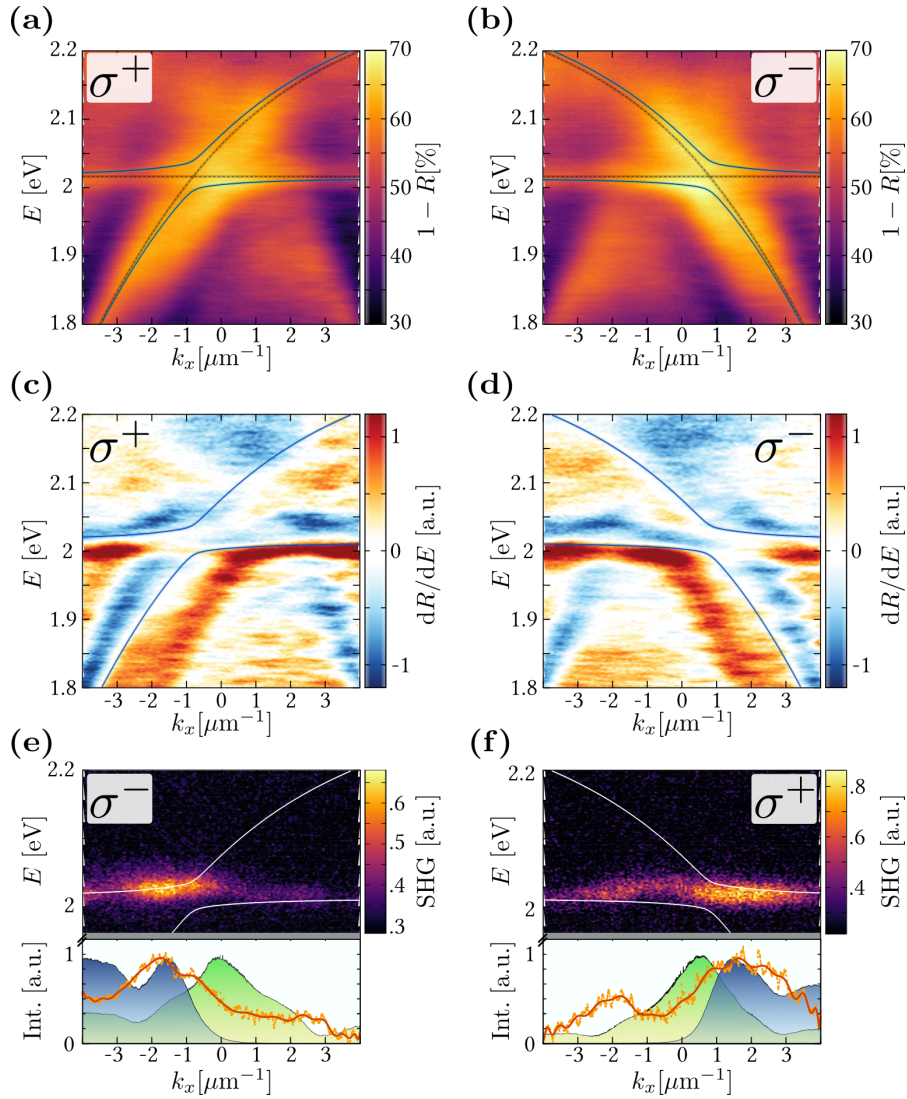 (a) (b)
σ+ σ−
E [eV] 2.2 2.1 2 1.9 1.8
-3 -2 -1 0 1 2 3
k_x[μm⁻¹]
70 60 50 40 30
1 − R[%]
E [eV] 2.2 2.1 2 1.9 1.8
-3 -2 -1 0 1 2 3
k_x[μm⁻¹]
70 60 50 40 30
1 − R[%]
(c) (d)
σ+ σ−
E [eV] 2.2 2.1 2 1.9 1.8
-3 -2 -1 0 1 2 3
k_x[μm⁻¹]
1 0 -1
dR/dE [a.u.]
E [eV] 2.2 2.1 2 1.9 1.8
-3 -2 -1 0 1 2 3
k_x[μm⁻¹]
1 0 -1
dR/dE [a.u.]
(e) (f)
σ− σ+
E [eV] 2.2 2
.6 .5 .4 .3
SHG [a.u.]
Int. [a.u.] 1 0
-3 -2 -1 0 1 2 3
k_x[μm⁻¹]
E [eV] 2.2 2
.8 .6 .4
SHG [a.u.]
Int. [a.u.] 1 0
-3 -2 -1 0 1 2 3
k_x[μm⁻¹]